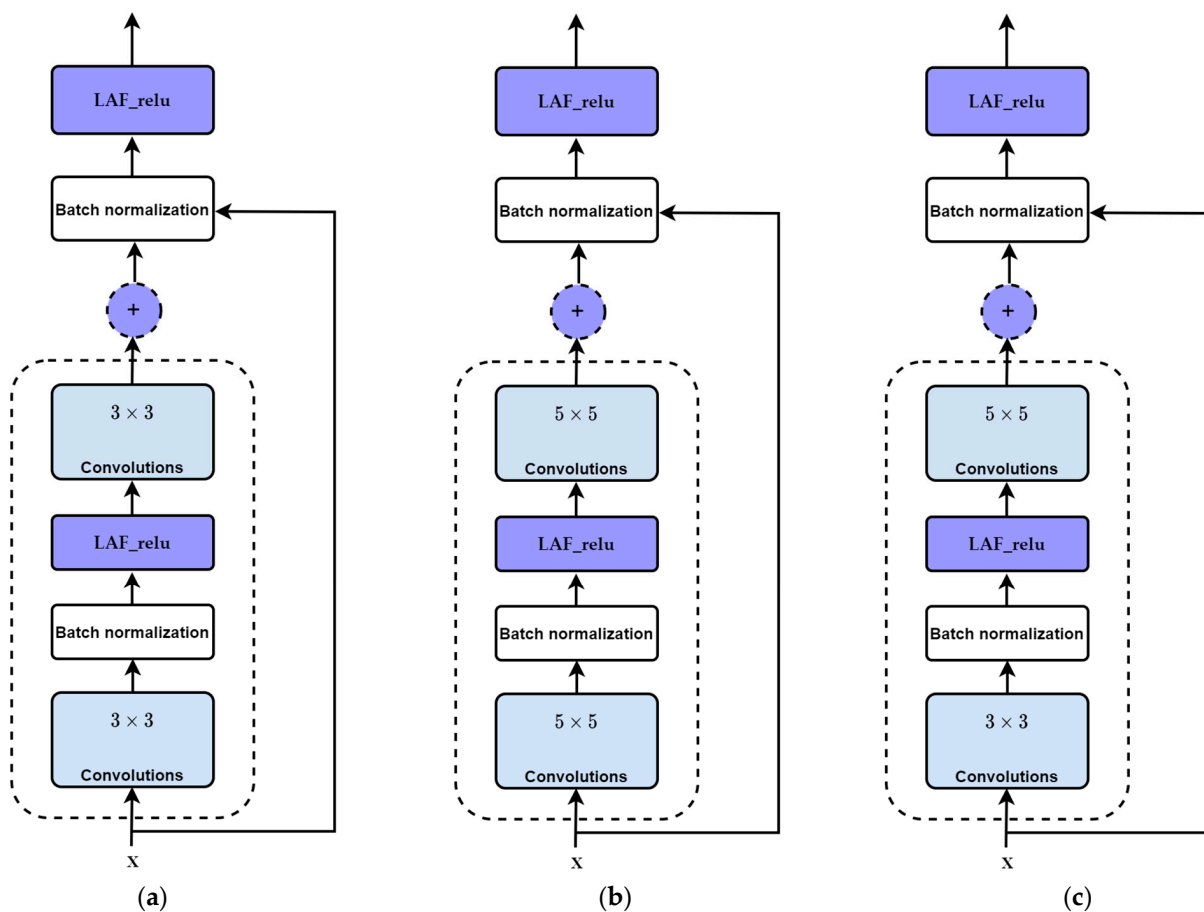 LAF_relu
Batch normalization
+
3 × 3
Convolutions
LAF_relu
Batch normalization
3 × 3
Convolutions
x
(a)
LAF_relu
Batch normalization
+
5 × 5
Convolutions
LAF_relu
Batch normalization
5 × 5
Convolutions
x
(b)
LAF_relu
Batch normalization
+
5 × 5
Convolutions
LAF_relu
Batch normalization
3 × 3
Convolutions
x
(c)